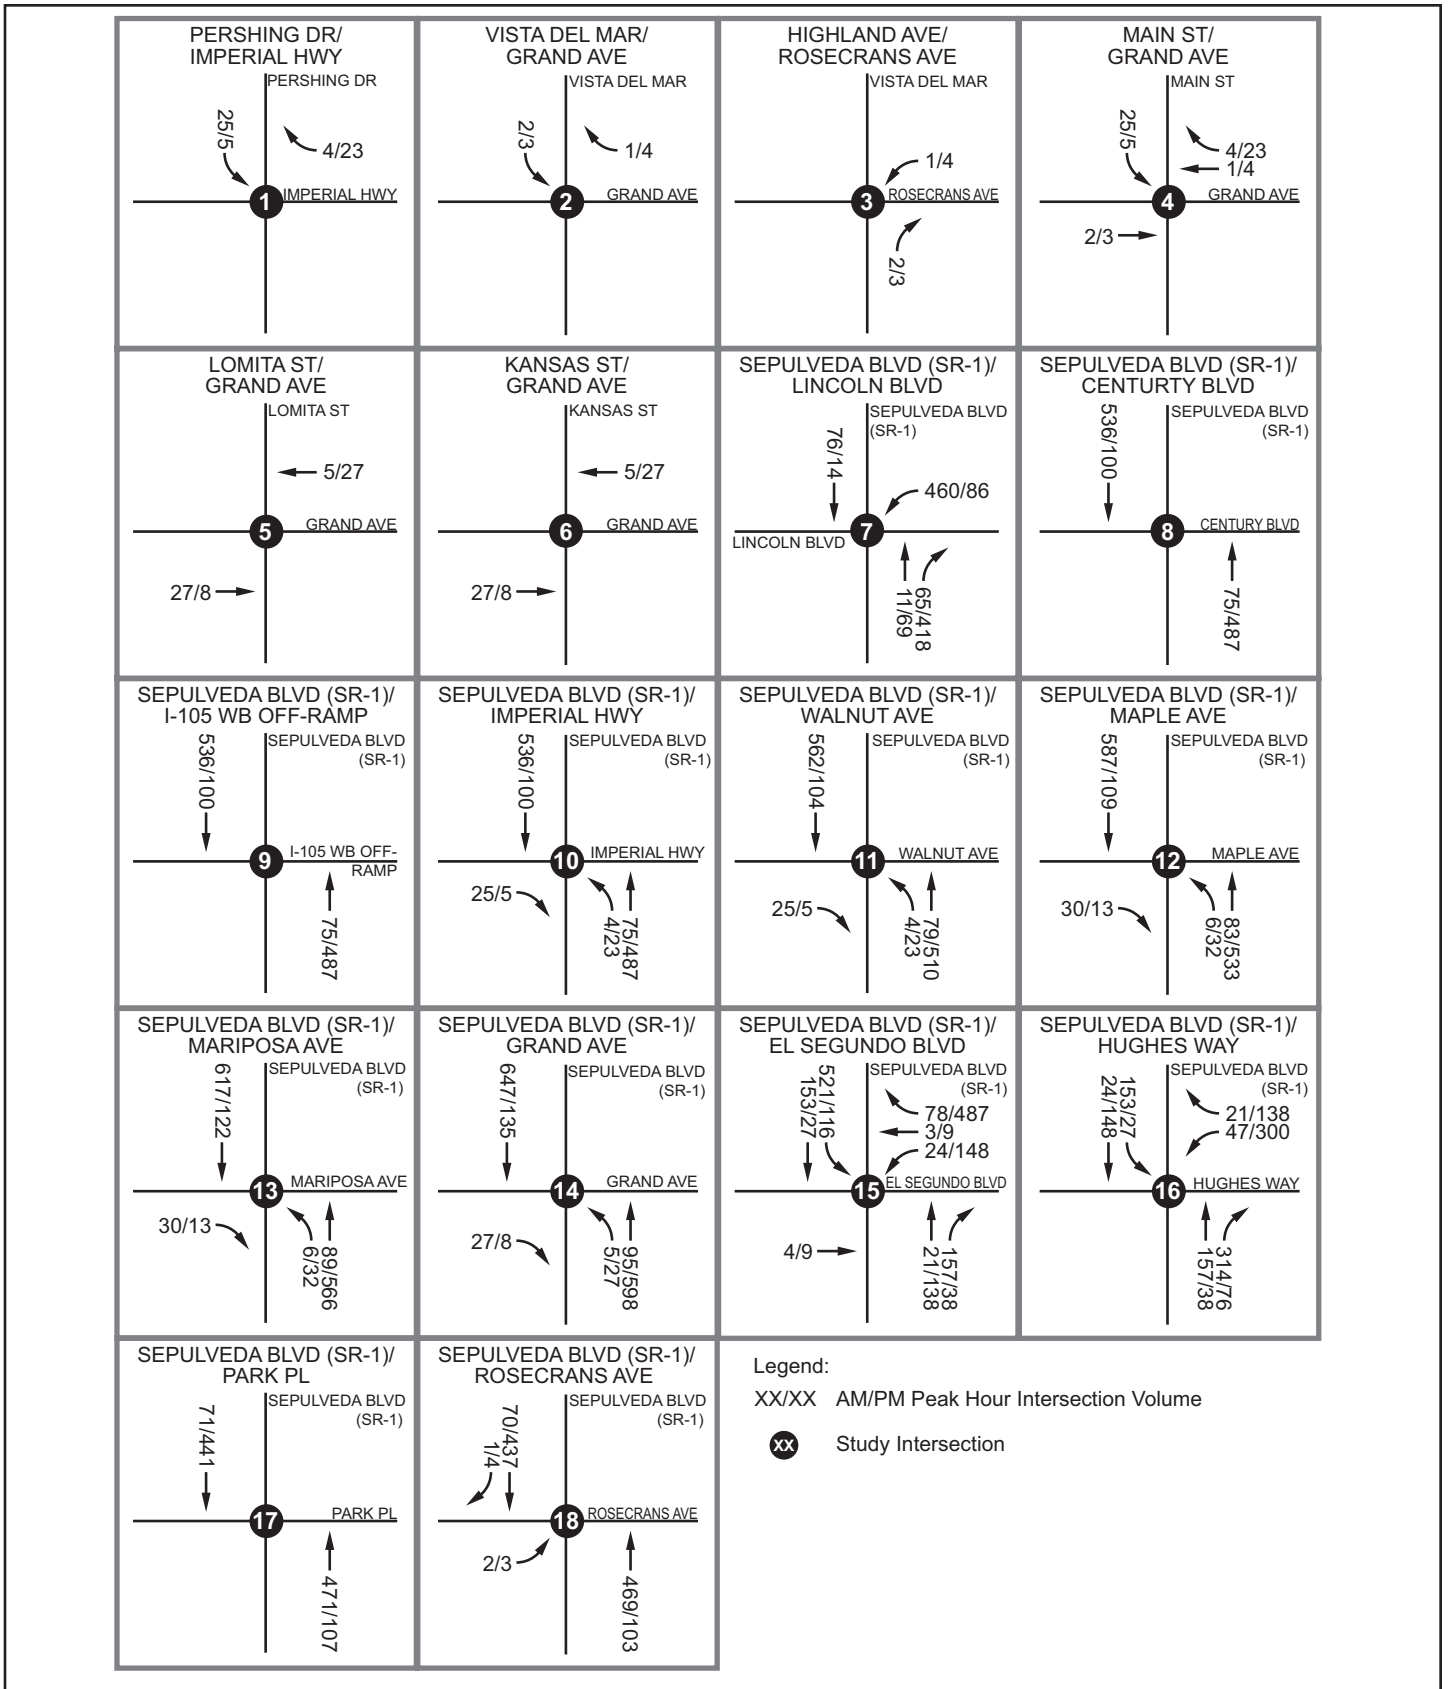 PERSHING DR/
IMPERIAL HWY
PERSHING DR
25/5
4/23
1
IMPERIAL HWY
VISTA DEL MAR/
GRAND AVE
VISTA DEL MAR
2/3
1/4
2
GRAND AVE
HIGHLAND AVE/
ROSECRANS AVE
VISTA DEL MAR
1/4
3
ROSECRANS AVE
2/3
MAIN ST/
GRAND AVE
MAIN ST
25/5
4/23
1/4
4
GRAND AVE
2/3
LOMITA ST/
GRAND AVE
LOMITA ST
5/27
5
GRAND AVE
27/8
KANSAS ST/
GRAND AVE
KANSAS ST
5/27
6
GRAND AVE
27/8
SEPULVEDA BLVD (SR-1)/
LINCOLN BLVD
SEPULVEDA BLVD
(SR-1)
76/14
460/86
7
LINCOLN BLVD
11/69
65/418
SEPULVEDA BLVD (SR-1)/
CENTURTY BLVD
SEPULVEDA BLVD
(SR-1)
536/100
8
CENTURY BLVD
75/487
SEPULVEDA BLVD (SR-1)/
I-105 WB OFF-RAMP
SEPULVEDA BLVD
(SR-1)
536/100
9
I-105 WB OFF-
RAMP
75/487
SEPULVEDA BLVD (SR-1)/
IMPERIAL HWY
SEPULVEDA BLVD
(SR-1)
536/100
10
IMPERIAL HWY
25/5
4/23
75/487
SEPULVEDA BLVD (SR-1)/
WALNUT AVE
SEPULVEDA BLVD
(SR-1)
562/104
11
WALNUT AVE
25/5
4/23
79/510
SEPULVEDA BLVD (SR-1)/
MAPLE AVE
SEPULVEDA BLVD
(SR-1)
587/109
12
MAPLE AVE
30/13
6/32
83/533
SEPULVEDA BLVD (SR-1)/
MARIPOSA AVE
SEPULVEDA BLVD
(SR-1)
617/122
13
MARIPOSA AVE
30/13
6/32
89/566
SEPULVEDA BLVD (SR-1)/
GRAND AVE
SEPULVEDA BLVD
(SR-1)
647/135
14
GRAND AVE
27/8
5/27
95/598
SEPULVEDA BLVD (SR-1)/
EL SEGUNDO BLVD
SEPULVEDA BLVD
(SR-1)
153/27
521/116
78/487
3/9
24/148
15
EL SEGUNDO BLVD
4/9
21/138
157/38
SEPULVEDA BLVD (SR-1)/
HUGHES WAY
SEPULVEDA BLVD
(SR-1)
24/148
153/27
21/138
47/300
16
HUGHES WAY
157/38
314/76
SEPULVEDA BLVD (SR-1)/
PARK PL
SEPULVEDA BLVD
(SR-1)
71/441
17
PARK PL
471/107
SEPULVEDA BLVD (SR-1)/
ROSECRANS AVE
SEPULVEDA BLVD
(SR-1)
1/4
70/437
18
ROSECRANS AVE
2/3
469/103
Legend:
XX/XX AM/PM Peak Hour Intersection Volume
XX Study Intersection